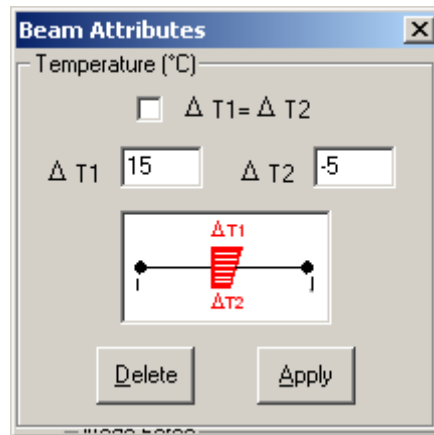 Beam Attributes
Temperature (°C)
Δ T1= Δ T2
Δ T1 15 Δ T2 -5
ΔT1
I J
ΔT2
Delete Apply